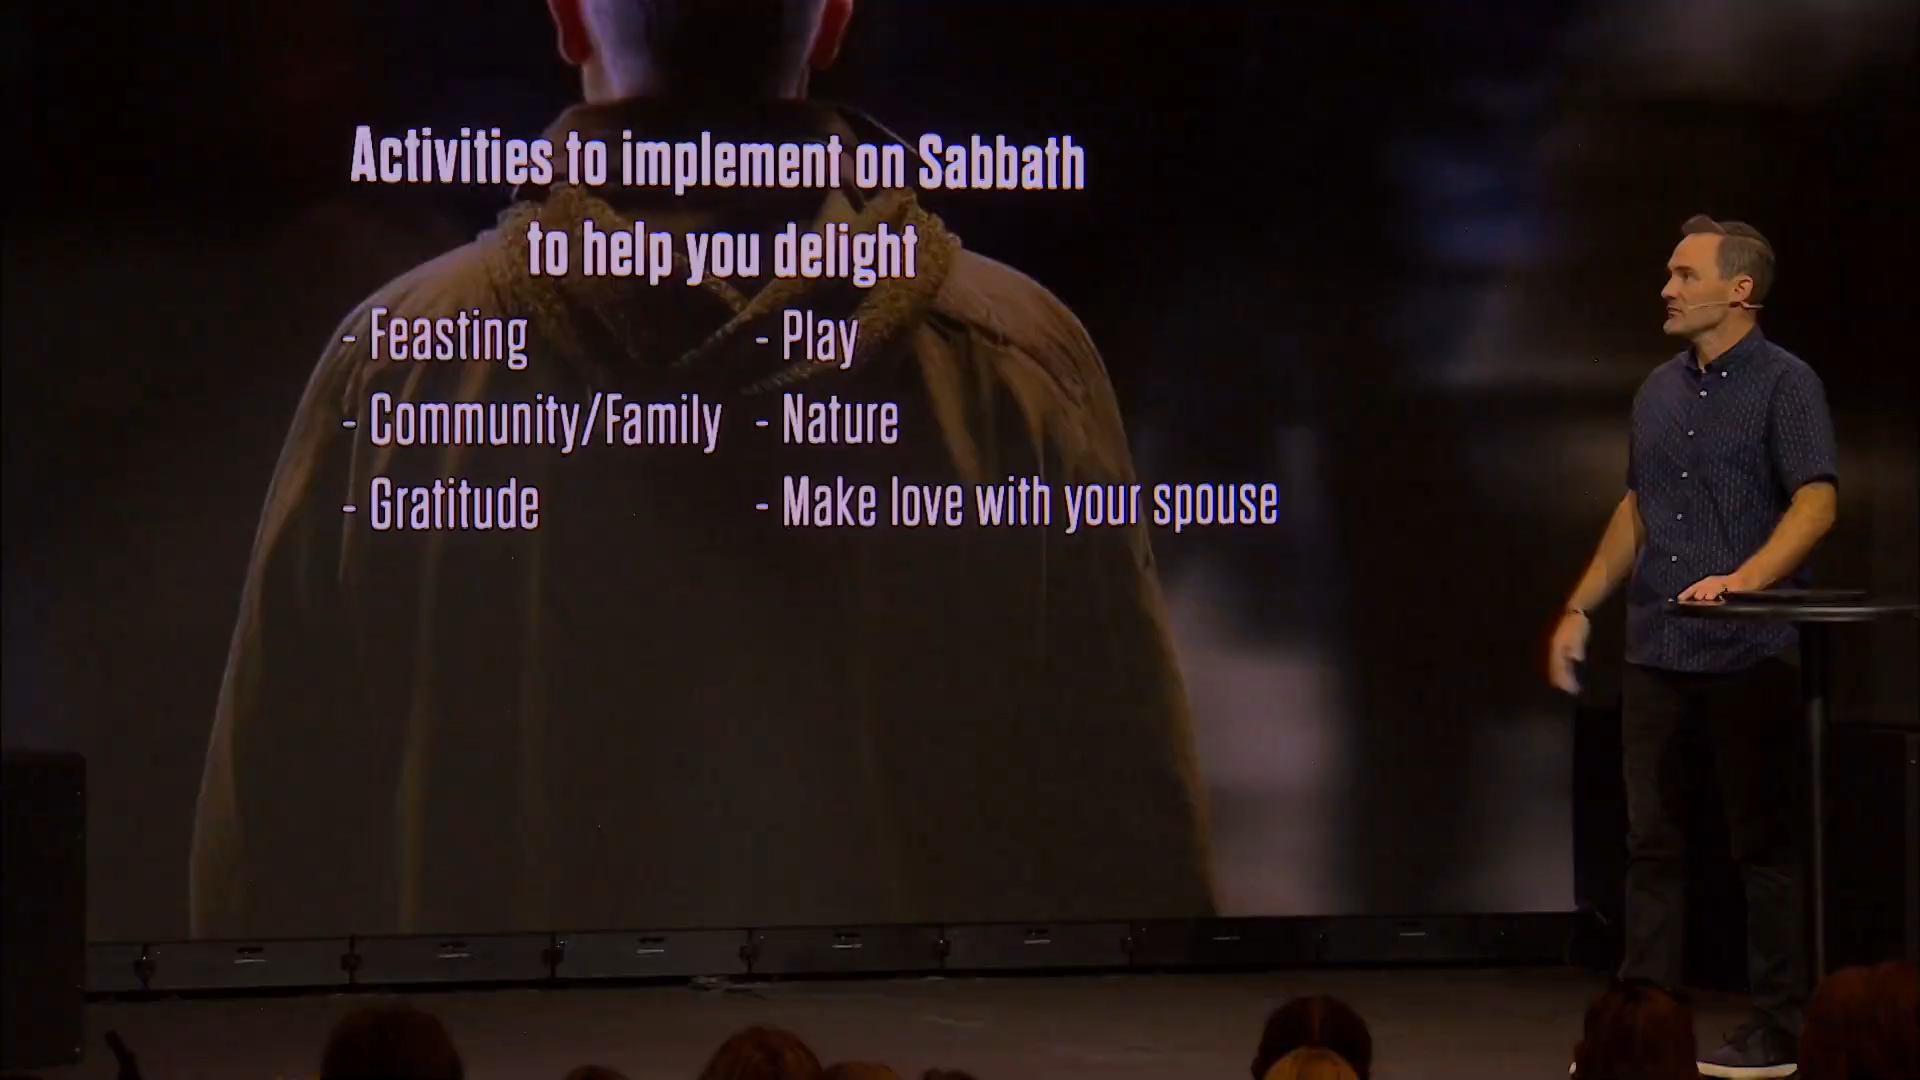 Activities to implement on Sabbath
to help you delight
- Feasting
- Community/Family
- Gratitude
- Play
- Nature
- Make love with your spouse